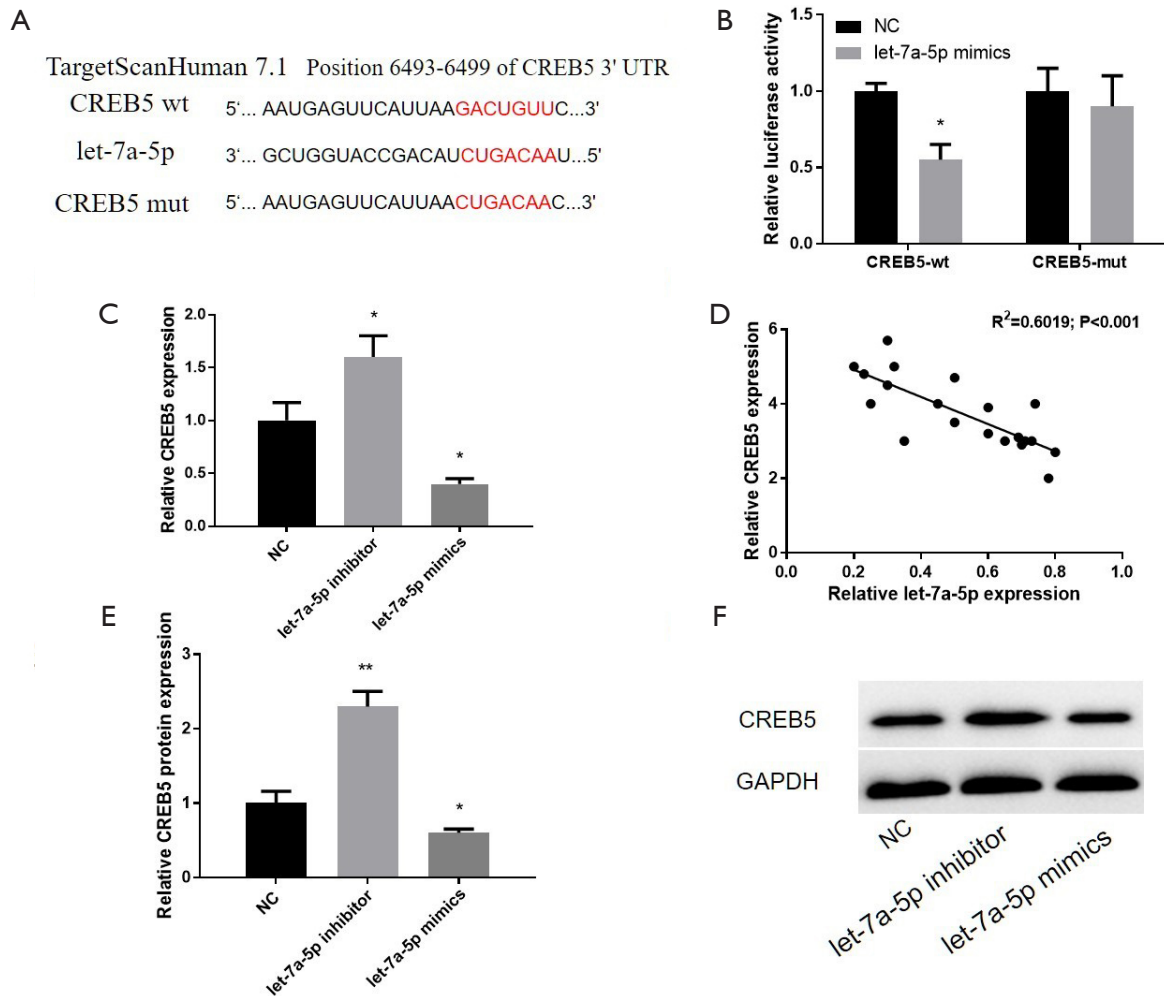 A
TargetScanHuman 7.1 Position 6493-6499 of CREB5 3' UTR
CREB5 wt 5'... AAUGAGUUCAUUAAGACUGUUC...3'
let-7a-5p 3'... GCUGGUACCGACAUCUGACAAU...5'
CREB5 mut 5'... AAUGAGUUCAUUAACUGACAAC...3'
B
Relative luciferase activity
1.5
1.0
0.5
0.0
NC
let-7a-5p mimics
*
CREB5-wt
CREB5-mut
C
Relative CREB5 expression
2.0
1.5
1.0
0.5
0.0
*
*
NC
let-7a-5p inhibitor
let-7a-5p mimics
D
R²=0.6019; P<0.001
Relative CREB5 expression
6
4
2
0
0.0 0.2 0.4 0.6 0.8 1.0
Relative let-7a-5p expression
E
Relative CREB5 protein expression
3
2
1
0
**
*
NC
let-7a-5p inhibitor
let-7a-5p mimics
F
CREB5
GAPDH
NC
let-7a-5p inhibitor
let-7a-5p mimics